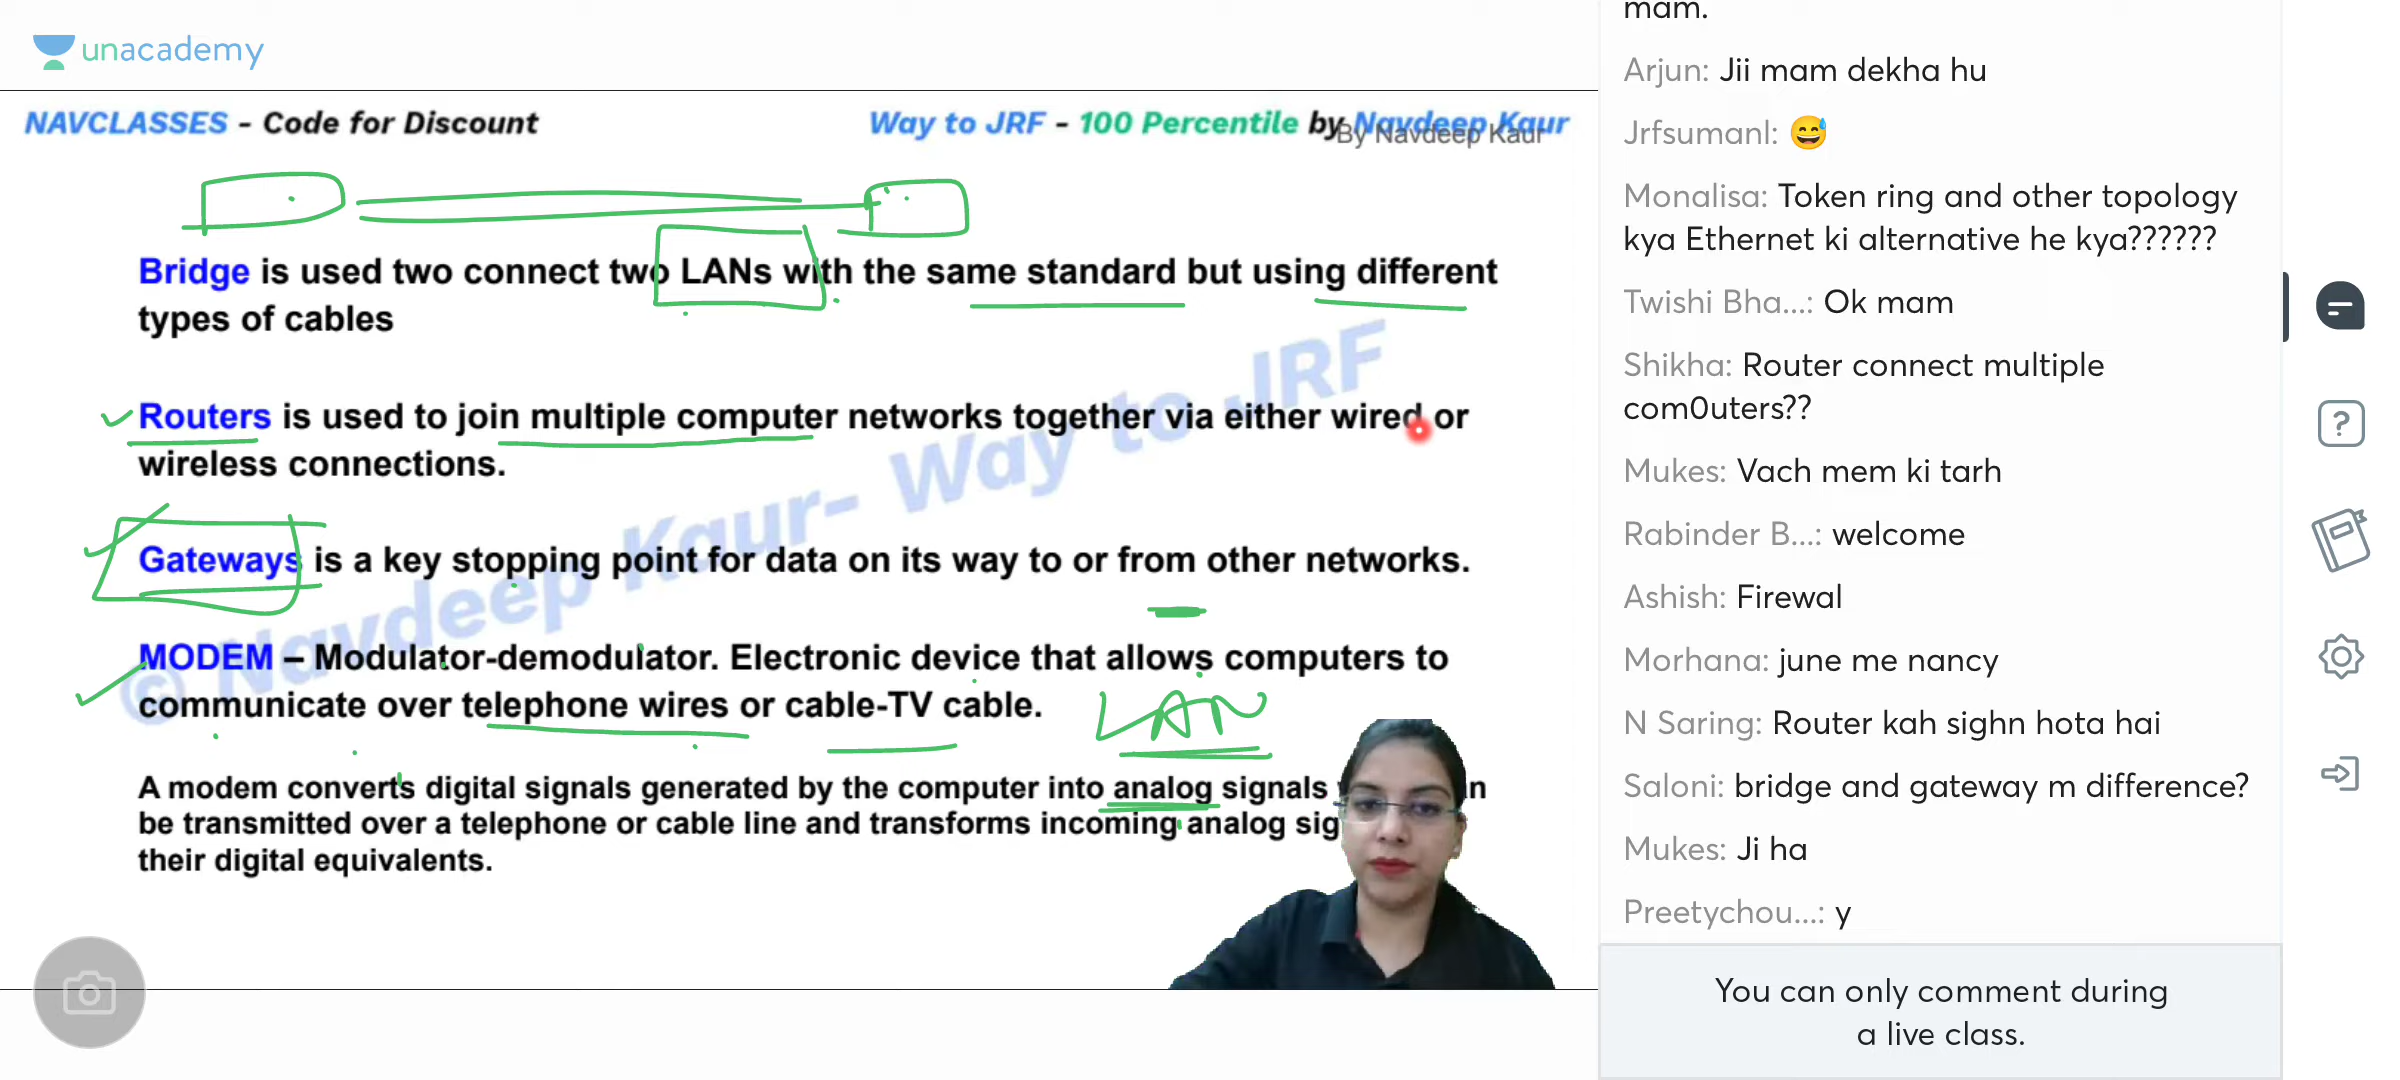 unacademy
NAVCLASSES - Code for Discount
Way to JRF - 100 Percentile by Navdeep Kaur
By Navdeep Kaur
Bridge is used two connect two LANs with the same standard but using different
types of cables
Routers is used to join multiple computer networks together via either wired or
wireless connections.
Gateways is a key stopping point for data on its way to or from other networks.
MODEM – Modulator-demodulator. Electronic device that allows computers to
communicate over telephone wires or cable-TV cable.
LAN
A modem converts digital signals generated by the computer into analog signals
be transmitted over a telephone or cable line and transforms incoming analog sig
their digital equivalents.
© Navdeep Kaur- Way to JRF
mam.
Arjun: Jii mam dekha hu
Jrfsumanl: 😅
Monalisa: Token ring and other topology
kya Ethernet ki alternative he kya??????
Twishi Bha...: Ok mam
Shikha: Router connect multiple
com0uters??
Mukes: Vach mem ki tarh
Rabinder B...: welcome
Ashish: Firewal
Morhana: june me nancy
N Saring: Router kah sighn hota hai
Saloni: bridge and gateway m difference?
Mukes: Ji ha
Preetychou...: y
You can only comment during
a live class.